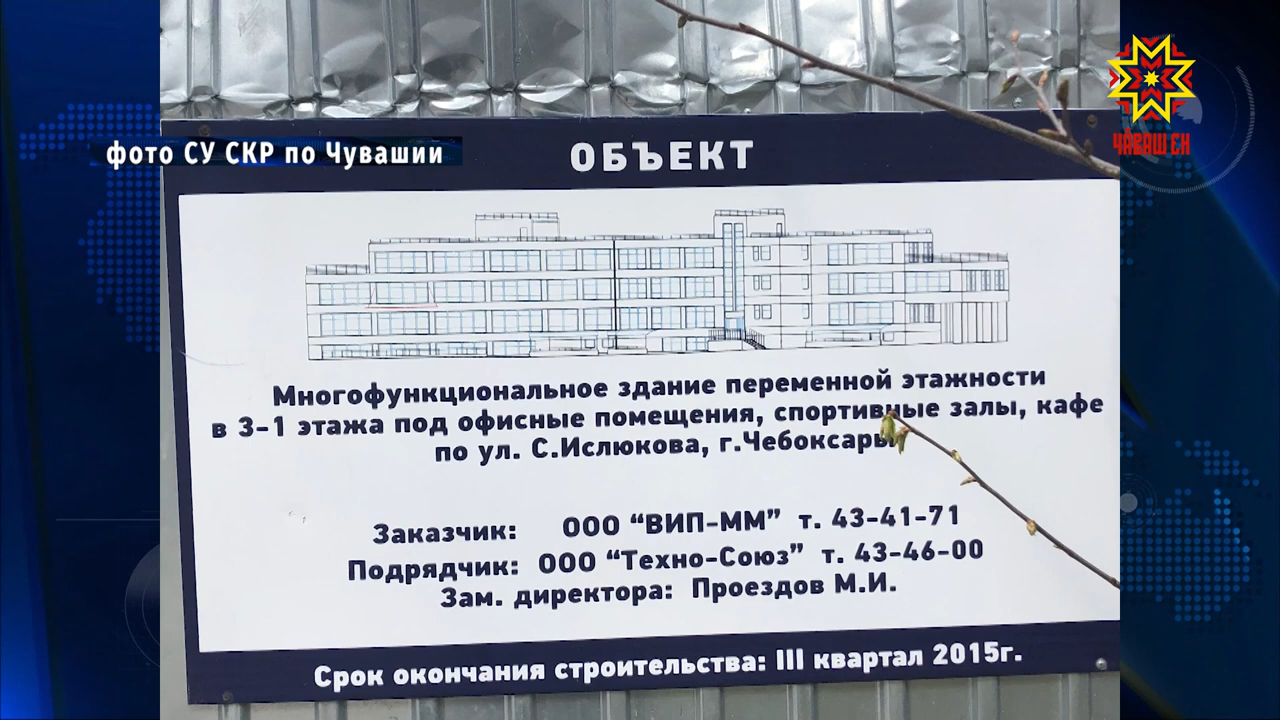 ЧӐВАШ ЕН
фото СУ СКР по Чувашии
ОБЪЕКТ
Многофункциональное здание переменной этажности
в 3-1 этажа под офисные помещения, спортивные залы, кафе
по ул. С.Ислюкова, г.Чебоксары
Заказчик: ООО “ВИП-ММ” т. 43-41-71
Подрядчик: ООО “Техно-Союз” т. 43-46-00
Зам. директора: Проездов М.И.
Срок окончания строительства: III квартал 2015г.